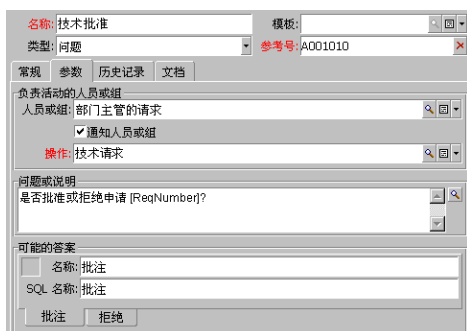 名称: 技术批准 模板:
类型: 问题 参考号: A001010
常规 参数 历史记录 文档
负责活动的人员或组
人员或组: 部门主管的请求
通知人员或组
操作: 技术请求
问题或说明
是否批准或拒绝申请 [ReqNumber]?
可能的答案
名称: 批注
SQL 名称: 批注
批注 拒绝